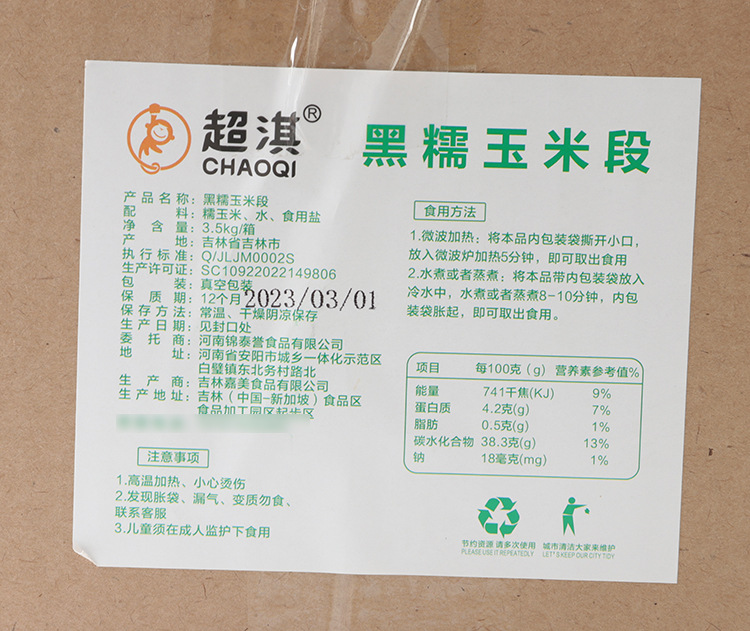 超淇®
CHAOQI
黑糯玉米段
产品名称：黑糯玉米段
配 料：糯玉米、水、食用盐
净含量：3.5kg/箱
产 地：吉林省吉林市
执行标准：Q/JLJM0002S
生产许可证：SC10922022149806
包 装：真空包装
保质期：12个月
2023/03/01
保存方法：常温、干燥阴凉保存
生产日期：见封口处
委托商：河南锦泰誉食品有限公司
地 址：河南省安阳市城乡一体化示范区
白璧镇东北务村路北
生产商：吉林嘉美食品有限公司
生产地址：吉林（中国-新加坡）食品区
食品加工园区起步区
注意事项
1.高温加热、小心烫伤
2.发现胀袋、漏气、变质勿食、
联系客服
3.儿童须在成人监护下食用
食用方法
1.微波加热：将本品内包装袋撕开小口，
放入微波炉加热5分钟，即可取出食用
2.水煮或者蒸煮：将本品带内包装袋放入
冷水中，水煮或者蒸煮8-10分钟，内包
装袋胀起，即可取出食用。
项目 每100克(g) 营养素参考值%
能量 741千焦(KJ) 9%
蛋白质 4.2克(g) 7%
脂肪 0.5克(g) 1%
碳水化合物 38.3克(g) 13%
钠 18毫克(mg) 1%
节约资源 请多次使用
PLEASE USE IT REPEATEDLY
城市清洁大家来维护
LET'S KEEP OUR CITY TIDY